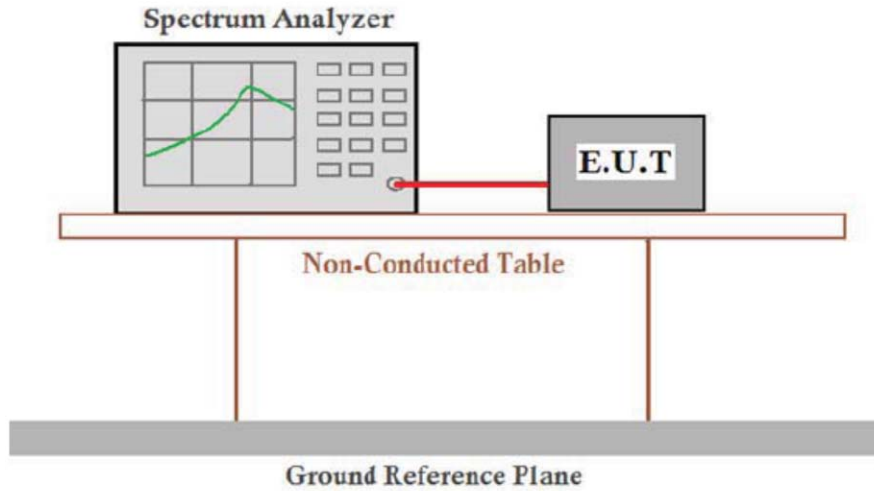 Spectrum Analyzer
E.U.T
Non-Conducted Table
Ground Reference Plane